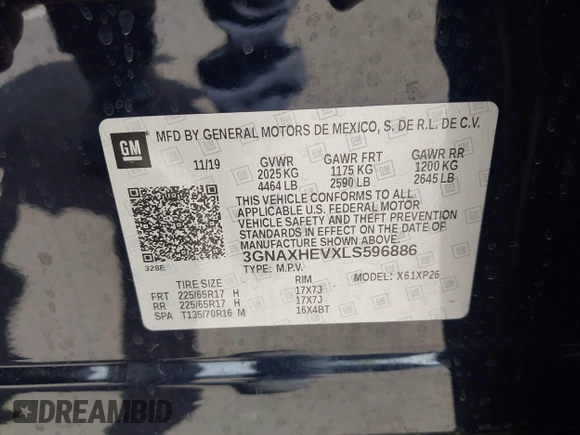 GM MFD BY GENERAL MOTORS DE MEXICO, S. DE R.L. DE C.V.
11/19 GVWR GAWR FRT GAWR RR
2025 KG 1175 KG 1200 KG
4464 LB 2590 LB 2645 LB
THIS VEHICLE CONFORMS TO ALL
APPLICABLE U.S. FEDERAL MOTOR
VEHICLE SAFETY AND THEFT PREVENTION
STANDARDS IN EFFECT ON THE DATE OF
MANUFACTURE SHOWN ABOVE.
3GNAXHEVXLS596886
328E TYPE: M.P.V. MODEL: X61XP26
TIRE SIZE RIM
FRT 225/65R17 H 17X7J
RR 225/65R17 H 17X7J
SPA T135/70R16 M 16X4BT
DREAMBID